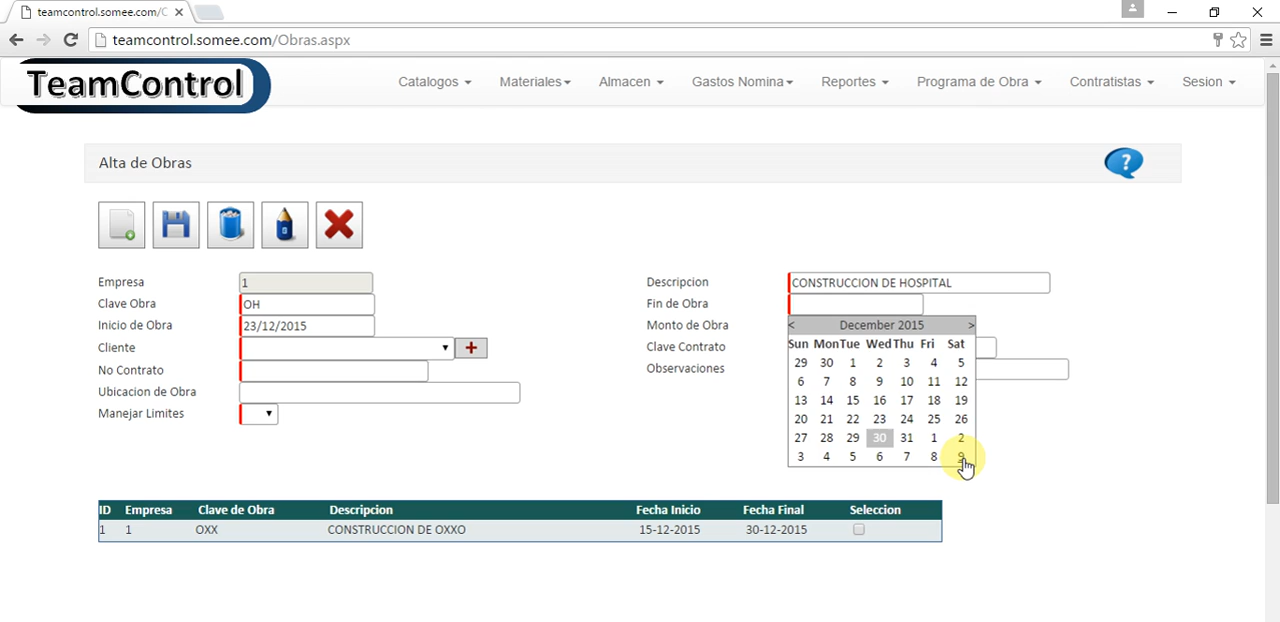 teamcontrol.somee.com/C
teamcontrol.somee.com/Obras.aspx
TeamControl
Catalogos Materiales Almacen Gastos Nomina Reportes Programa de Obra Contratistas Sesion
Alta de Obras
?
Empresa 1 Descripcion CONSTRUCCION DE HOSPITAL
Clave Obra OH Fin de Obra
Inicio de Obra 23/12/2015 Monto de Obra < December 2015 >
Sun Mon Tue Wed Thu Fri Sat
Cliente Clave Contrato
29 30 1 2 3 4 5
No Contrato Observaciones
6 7 8 9 10 11 12
Ubicacion de Obra
13 14 15 16 17 18 19
Manejar Limites
20 21 22 23 24 25 26
27 28 29 30 31 1 2
3 4 5 6 7 8 9
ID Empresa Clave de Obra Descripcion Fecha Inicio Fecha Final Seleccion
1 1 OXX CONSTRUCCION DE OXXO 15-12-2015 30-12-2015